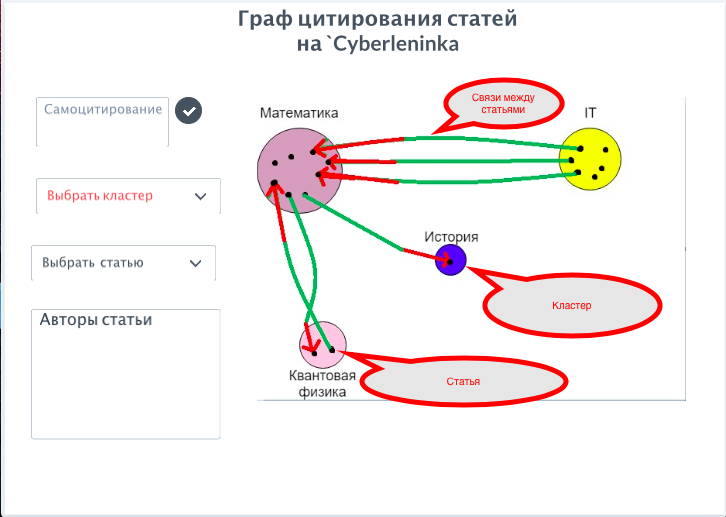 Граф цитирования статей
на `Cyberleninka
Самоцитирование
Выбрать кластер
Выбрать статью
Авторы статьи
Математика
Связи между
статьями
IT
История
Кластер
Квантовая
физика
Статья